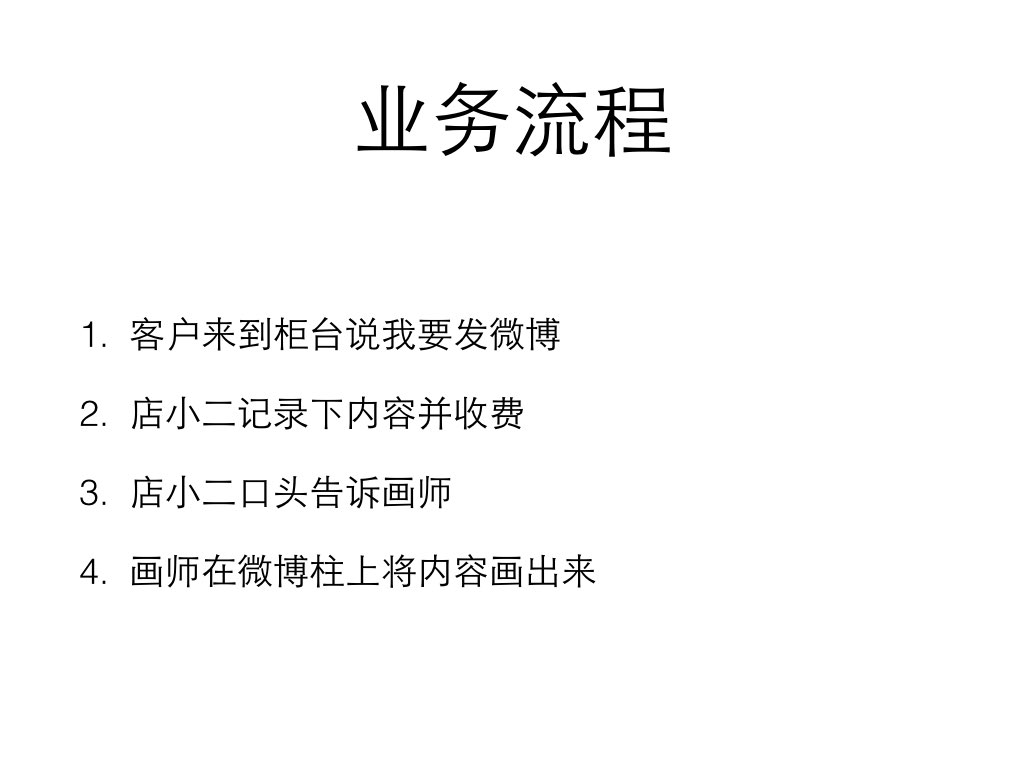 业务流程
1. 客户来到柜台说我要发微博
2. 店小二记录下内容并收费
3. 店小二口头告诉画师
4. 画师在微博柱上将内容画出来